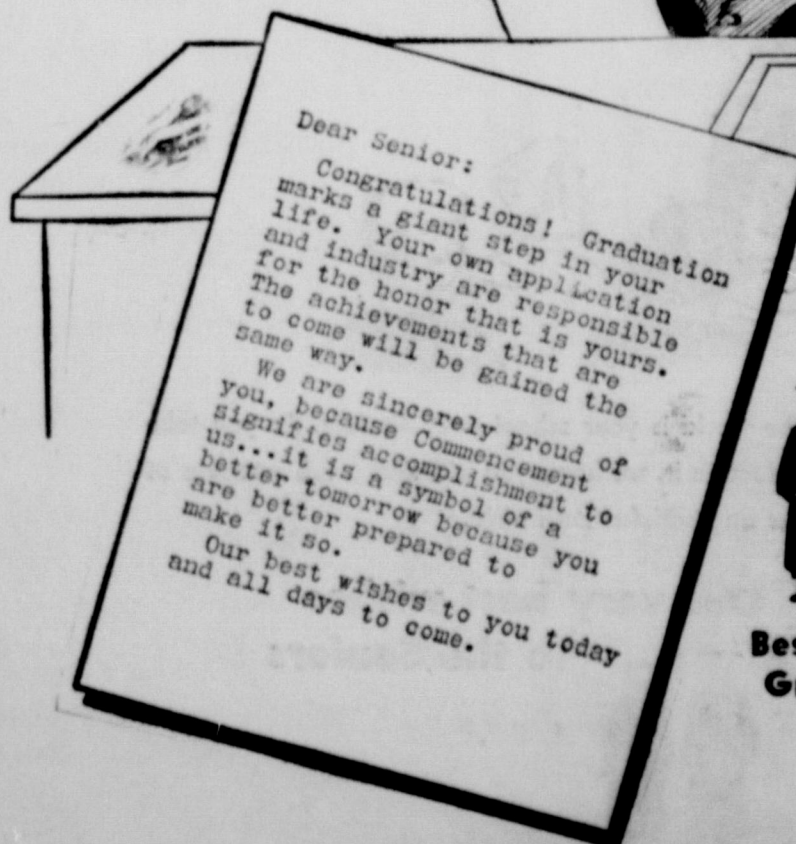 Dear Senior:
Congratulations! Graduation
marks a giant step in your
life. Your own application
and industry are responsible
for the honor that is yours.
The achievements that are
to come will be gained the
same way.
We are sincerely proud of
you, because Commencement
signifies accomplishment to
us...it is a symbol of a
better tomorrow because you
are better prepared to
make it so.
Our best wishes to you today
and all days to come.